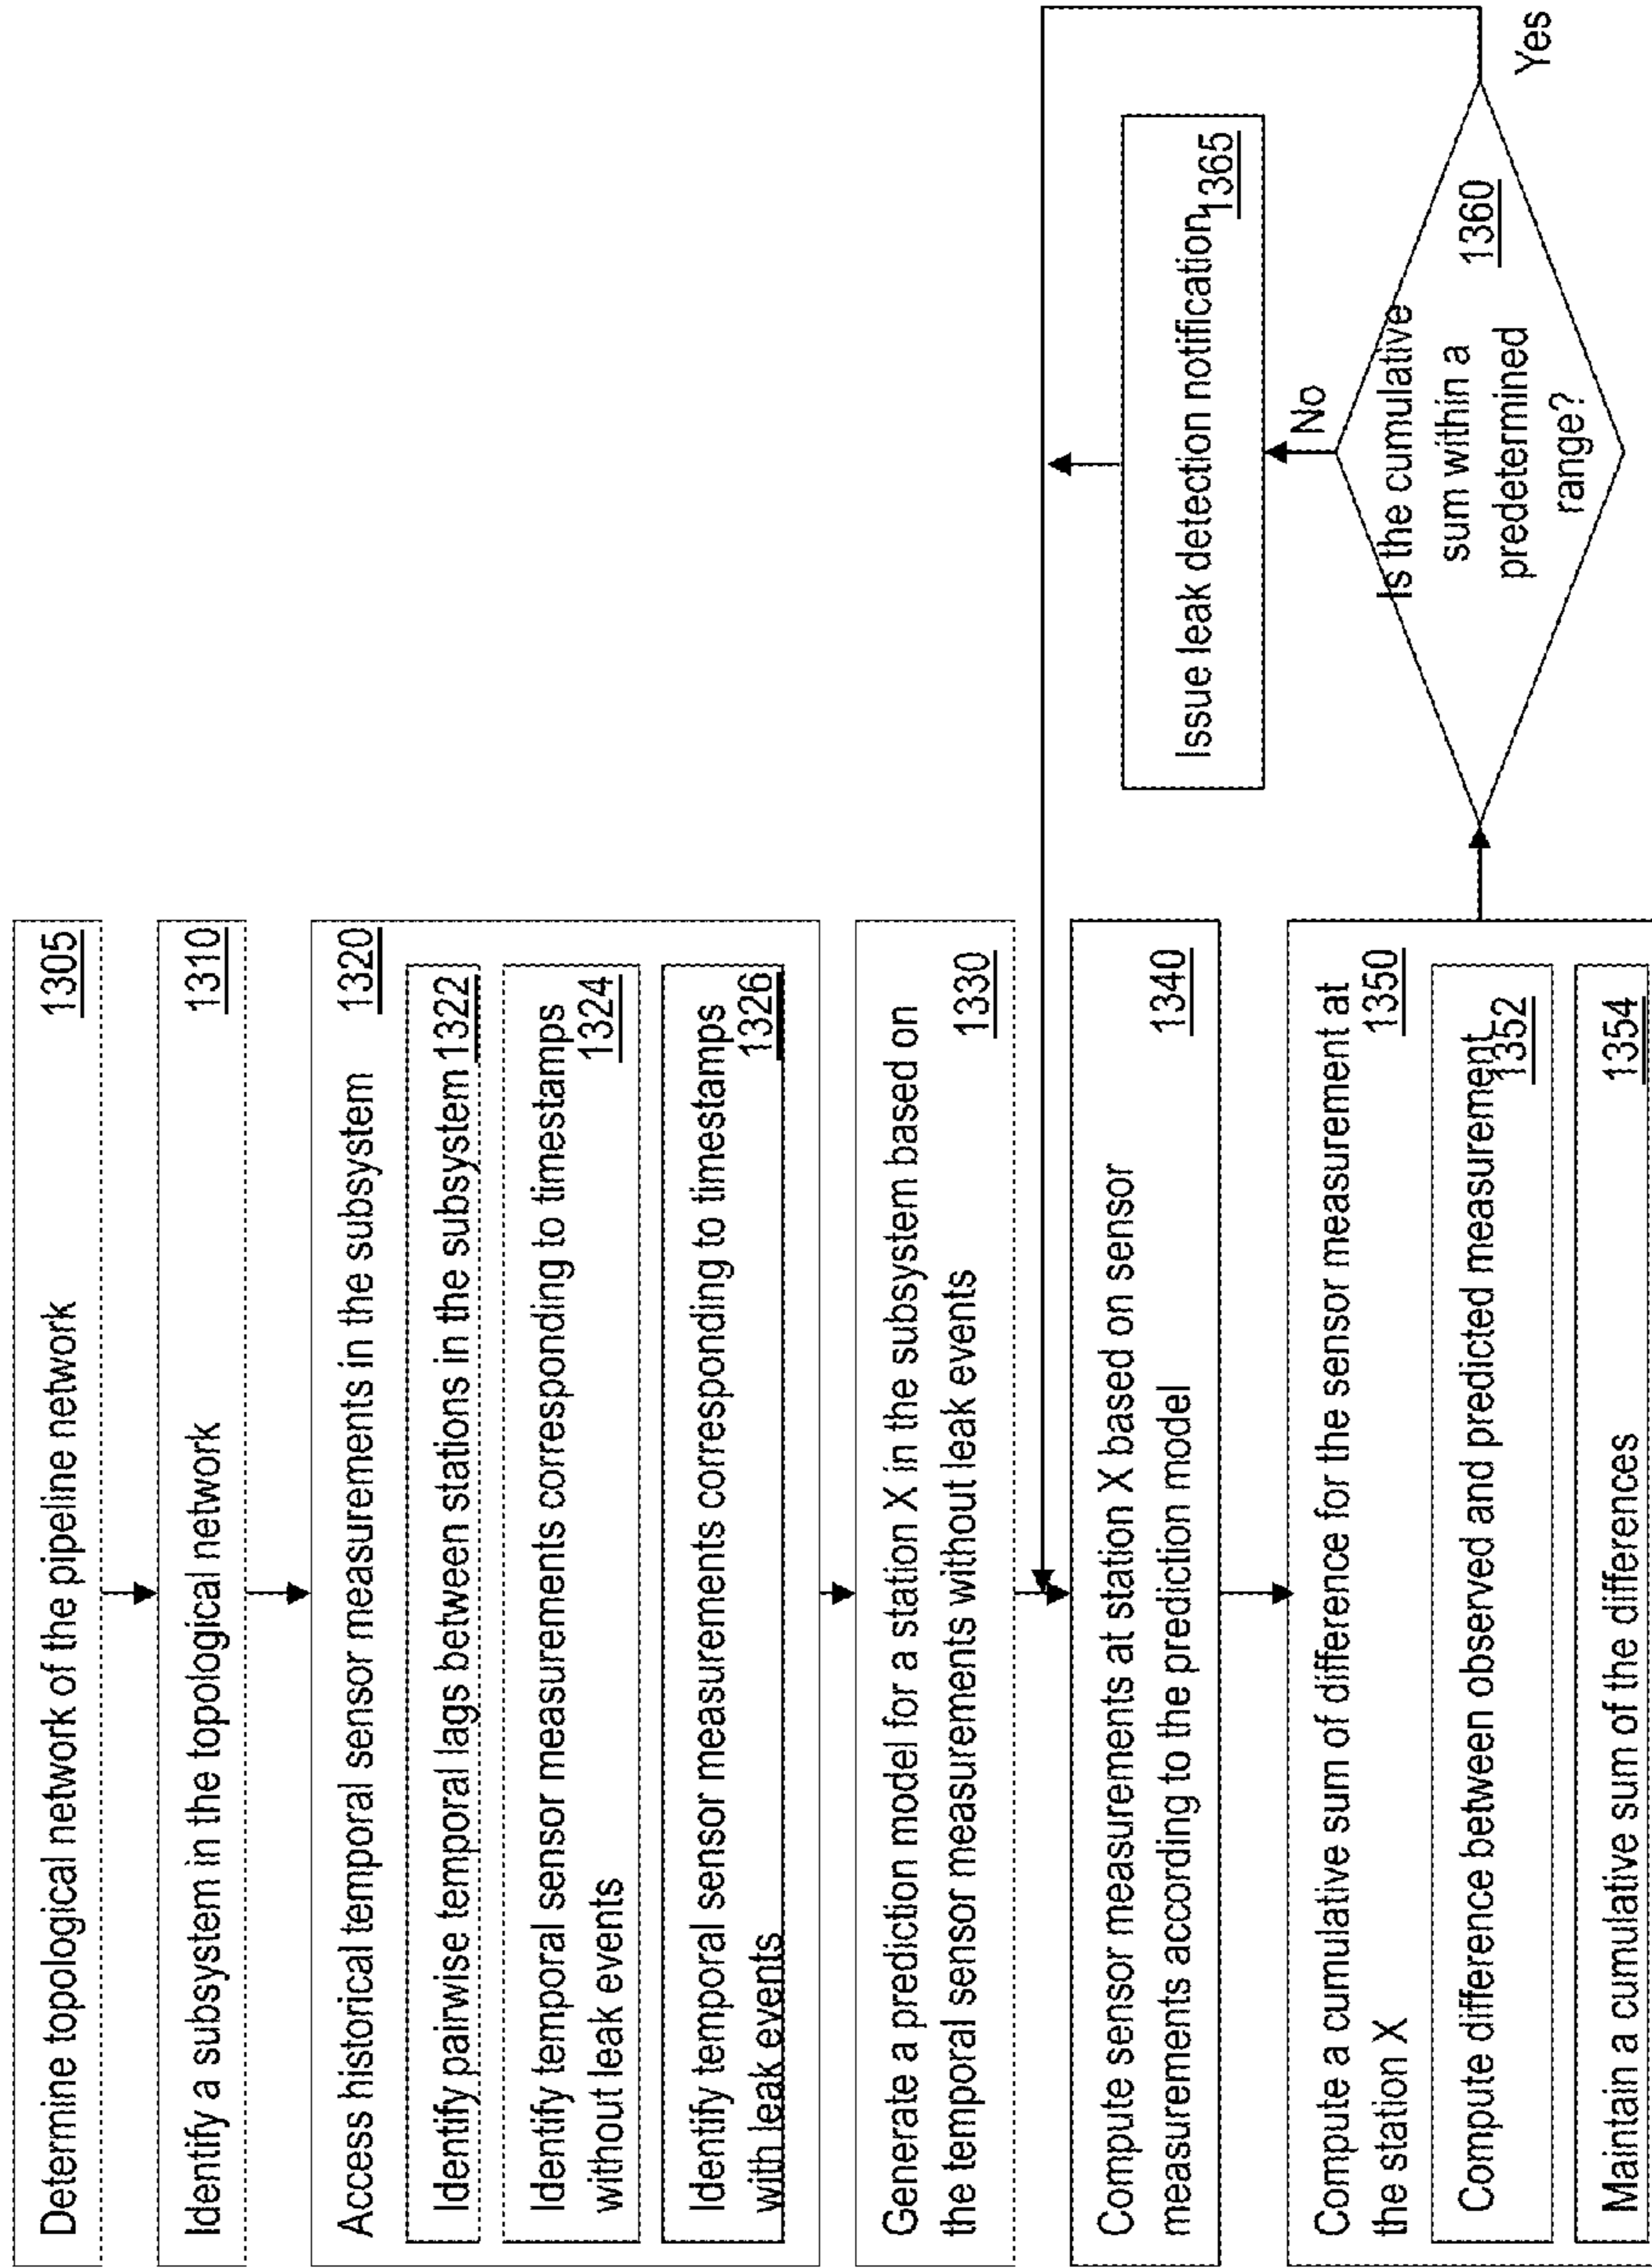 Determine topological network of the pipeline network 1305
Identify a subsystem in the topological network 1310
Access historical temporal sensor measurements in the subsystem 1320
Identify pairwise temporal lags between stations in the subsystem 1322
Identify temporal sensor measurements corresponding to timestamps
without leak events 1324
Identify temporal sensor measurements corresponding to timestamps
with leak events 1326
Generate a prediction model for a station X in the subsystem based on
the temporal sensor measurements without leak events 1330
Compute sensor measurements at station X based on sensor
measurements according to the prediction model 1340
Compute a cumulative sum of difference for the sensor measurement at
the station X 1350
Compute difference between observed and predicted measurement
1352
Maintain a cumulative sum of the differences 1354
Issue leak detection notification
1365
No
Is the cumulative
sum within a 1360
predetermined
range?
Yes